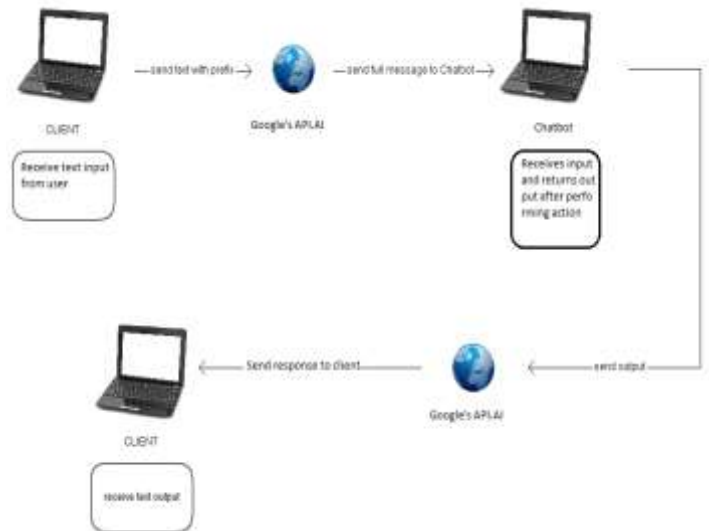 send text with prefix
send full message to Chatbot
CLIENT
Google's API.AI
Chatbot
Receive text input
from user
Receives input
and returns out
put after perfo
rming action
Send response to client
send output
Google's API.AI
CLIENT
receive text output